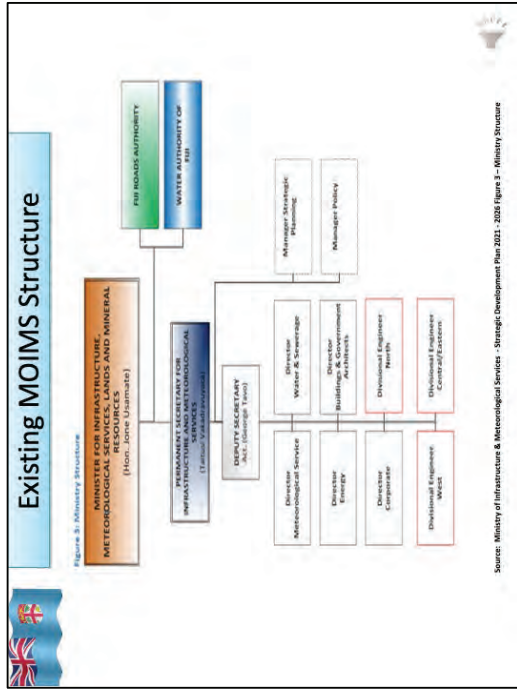 Existing MOIMS Structure
Figure 3: Ministry Structure
MINISTER FOR INFRASTRUCTURE,
METEOROLOGICAL SERVICES, LANDS AND MINERAL
RESOURCES
(Hon. Jone Usamate)
FIJI ROADS AUTHORITY
WATER AUTHORITY OF
FIJI
PERMANENT SECRETARY FOR
INFRASTRUCTURE AND METEOROLOGICAL
SERVICES
DEPUTY SECRETARY
Act. (George Tavo)
Manager Strategic
Planning
Manager Policy
Director
Meteorological Service
Director
Water & Sewerage
Director
Energy
Director
Buildings & Government
Architects
Director
Corporate
Divisional Engineer
North
Divisional Engineer
West
Divisional Engineer
Central/Eastern
Source: Ministry of Infrastructure & Meteorological Services - Strategic Development Plan 2021 - 2026 Figure 3 – Ministry Structure